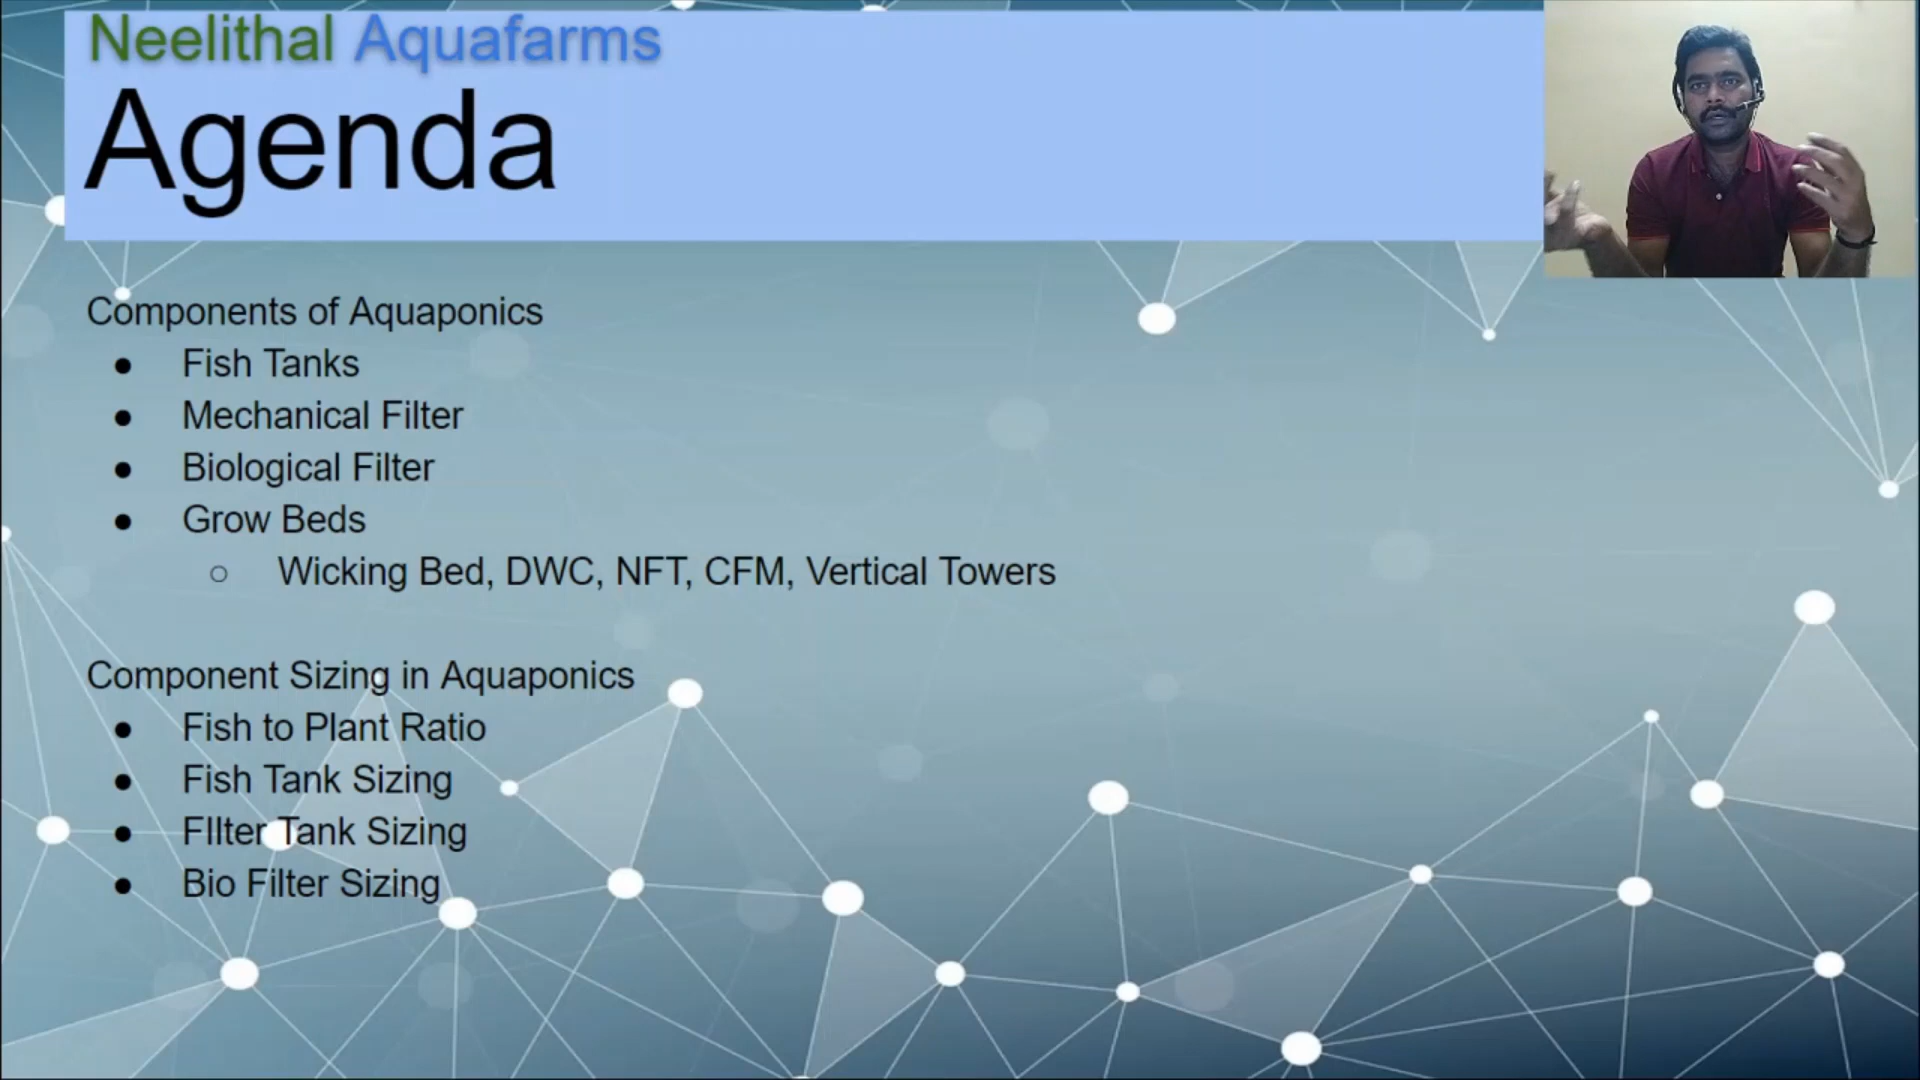 Neelithal Aquafarms
Agenda
Components of Aquaponics
● Fish Tanks
● Mechanical Filter
● Biological Filter
● Grow Beds
○ Wicking Bed, DWC, NFT, CFM, Vertical Towers
Component Sizing in Aquaponics
● Fish to Plant Ratio
● Fish Tank Sizing
● FIlter Tank Sizing
● Bio Filter Sizing